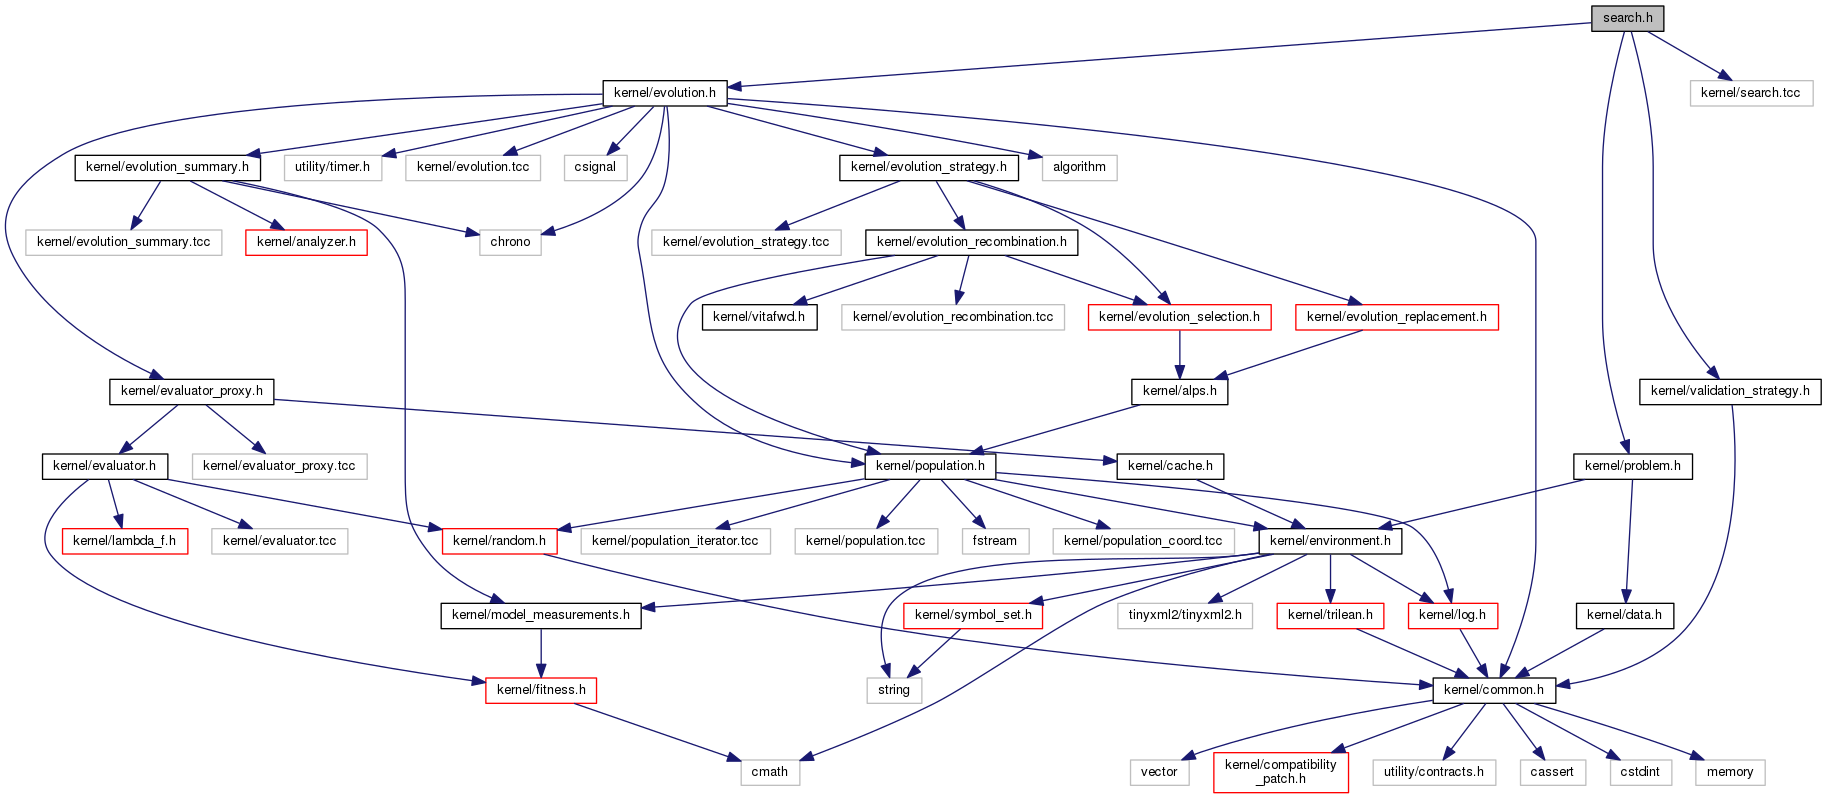 search.h
kernel/evolution.h
kernel/search.tcc
kernel/evolution_summary.h
utility/timer.h
kernel/evolution.tcc
csignal
kernel/evolution_strategy.h
algorithm
kernel/evolution_summary.tcc
kernel/analyzer.h
chrono
kernel/evolution_strategy.tcc
kernel/evolution_recombination.h
kernel/vitafwd.h
kernel/evolution_recombination.tcc
kernel/evolution_selection.h
kernel/evolution_replacement.h
kernel/evaluator_proxy.h
kernel/alps.h
kernel/validation_strategy.h
kernel/evaluator.h
kernel/evaluator_proxy.tcc
kernel/population.h
kernel/cache.h
kernel/problem.h
kernel/lambda_f.h
kernel/evaluator.tcc
kernel/random.h
kernel/population_iterator.tcc
kernel/population.tcc
fstream
kernel/population_coord.tcc
kernel/environment.h
kernel/model_measurements.h
kernel/symbol_set.h
tinyxml2/tinyxml2.h
kernel/trilean.h
kernel/log.h
kernel/data.h
kernel/fitness.h
string
kernel/common.h
cmath
vector
kernel/compatibility
_patch.h
utility/contracts.h
cassert
cstdint
memory